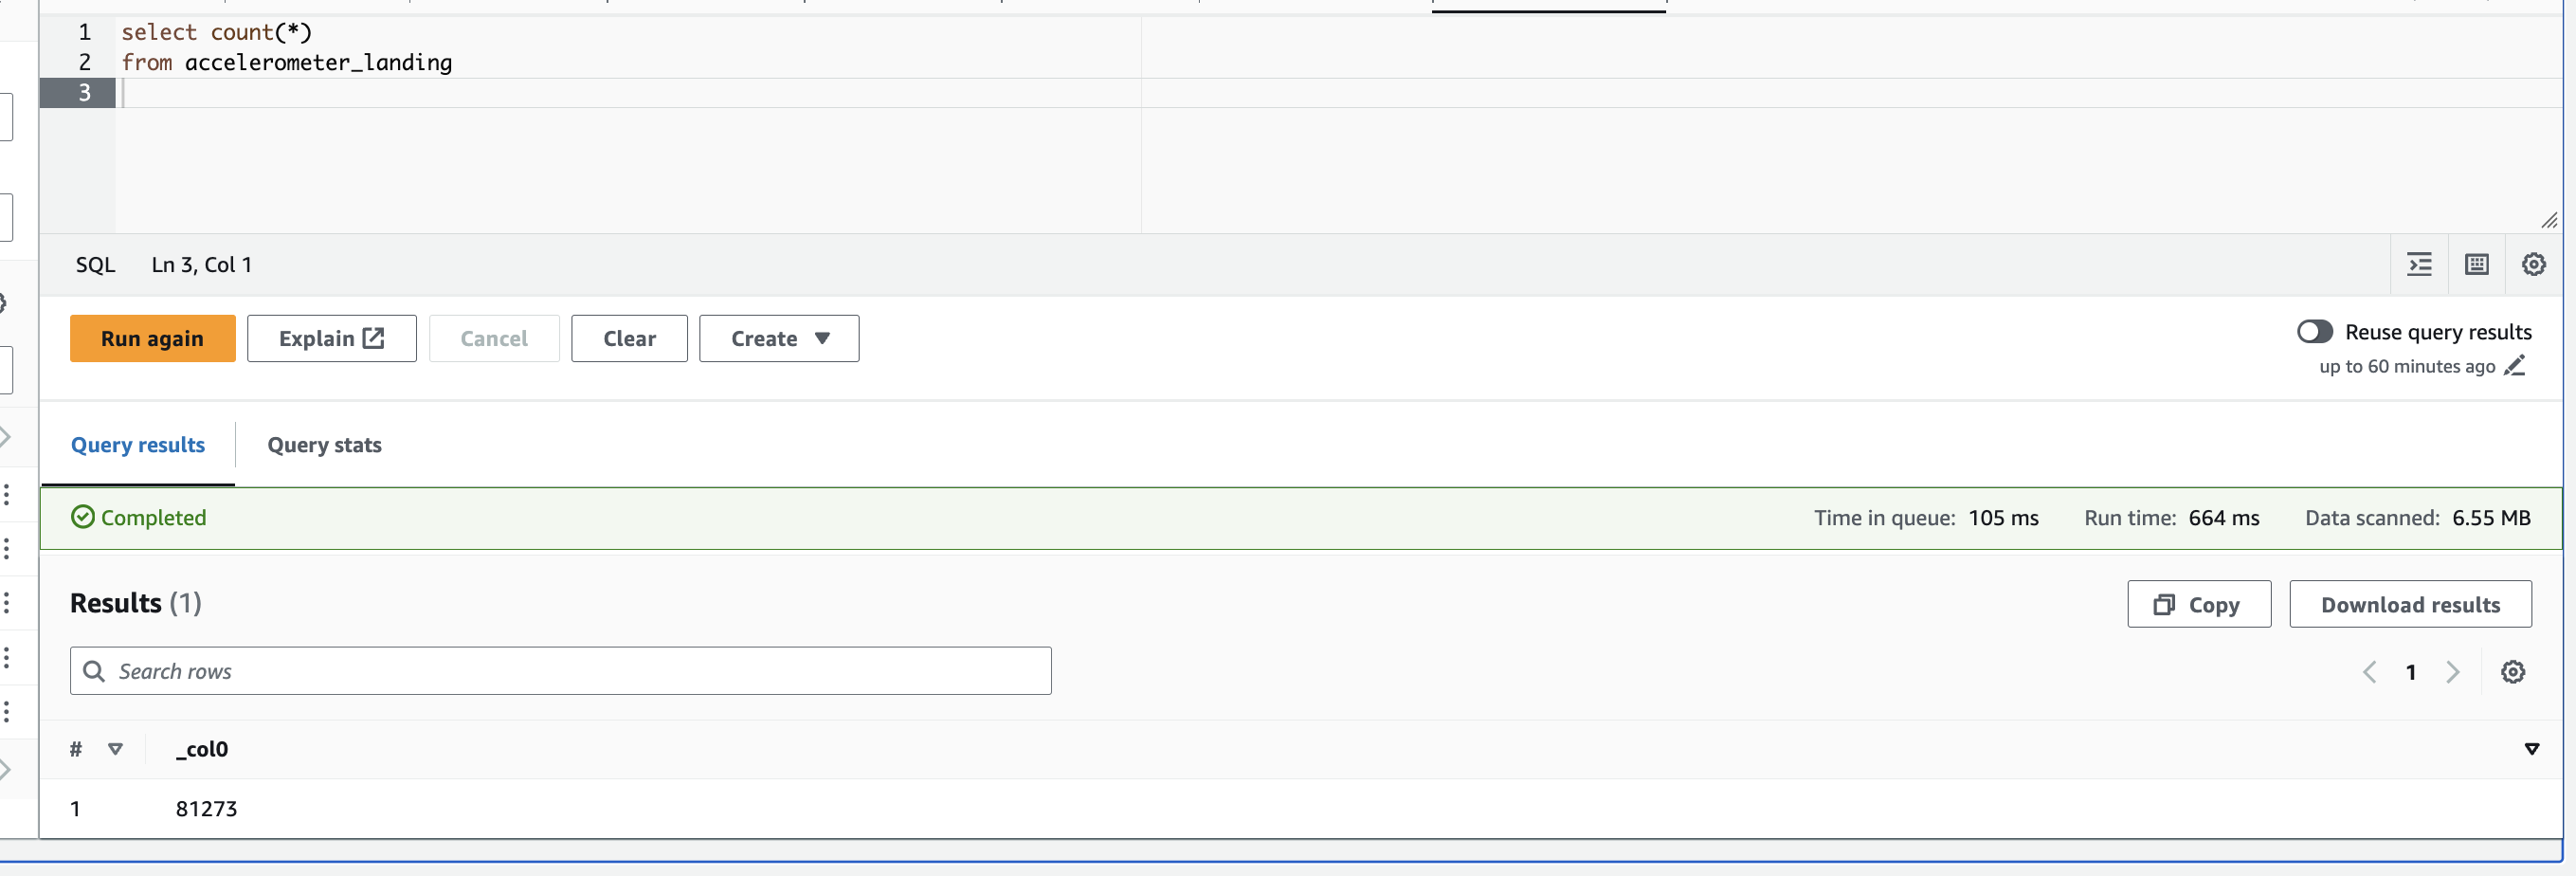 1 select count(*)
2 from accelerometer_landing
3
SQL Ln 3, Col 1
Run again Explain Cancel Clear Create Reuse query results
up to 60 minutes ago
Query results Query stats
Completed Time in queue: 105 ms Run time: 664 ms Data scanned: 6.55 MB
Results (1) Copy Download results
Search rows 1
# _col0
1 81273